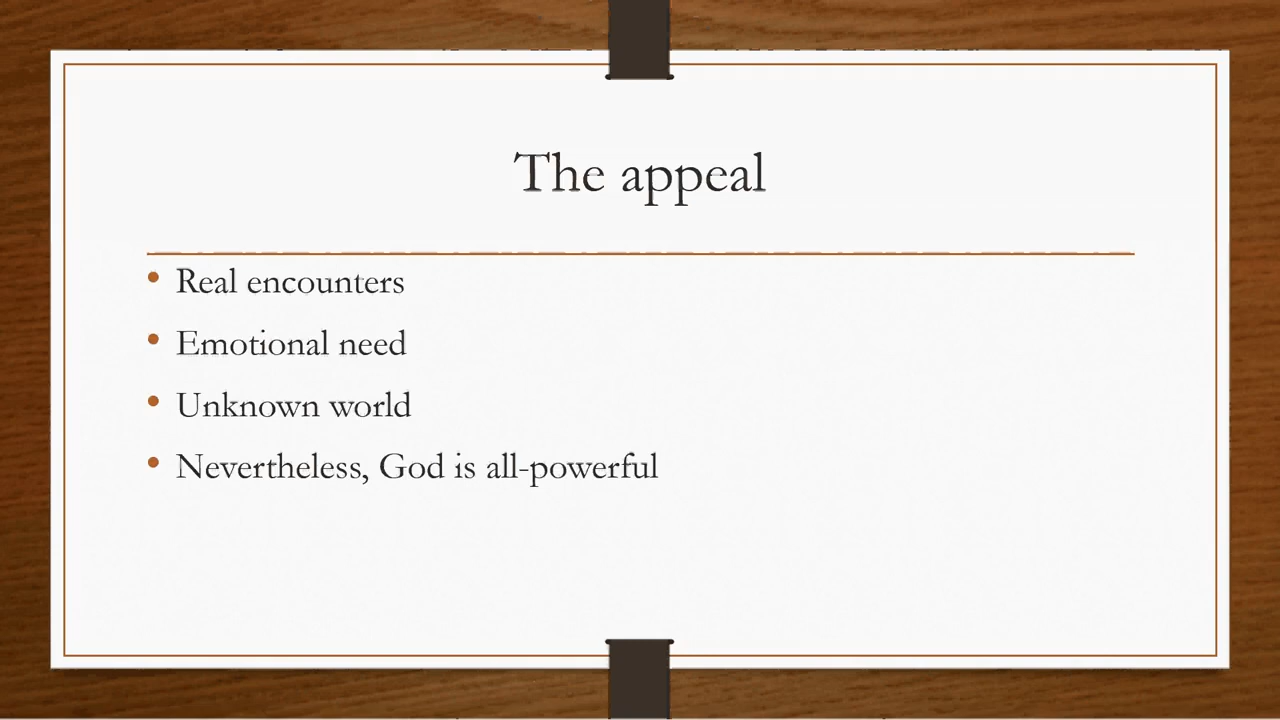 The appeal
• Real encounters
• Emotional need
• Unknown world
• Nevertheless, God is all-powerful